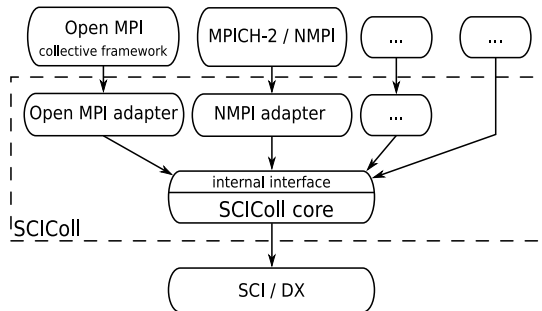 Open MPI
collective framework
MPICH-2 / NMPI
...
...
Open MPI adapter
NMPI adapter
...
internal interface
SCIColl core
SCIColl
SCI / DX